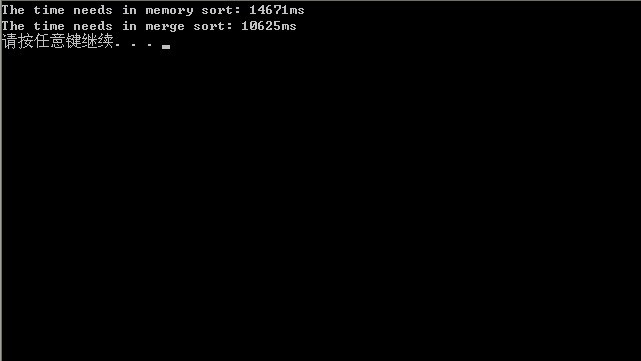 The time needs in memory sort: 14671ms
The time needs in merge sort: 10625ms
请按任意键继续. . .